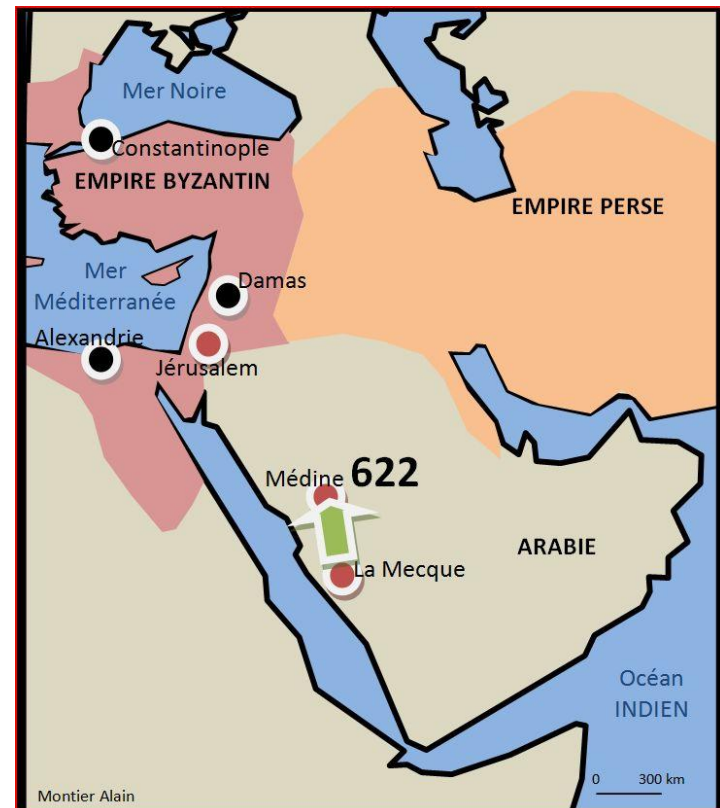 Mer Noire
Constantinople
EMPIRE BYZANTIN
EMPIRE PERSE
Mer
Méditerranée
Damas
Alexandrie
Jérusalem
Médine 622
ARABIE
La Mecque
Océan
INDIEN
0 300 km
Montier Alain